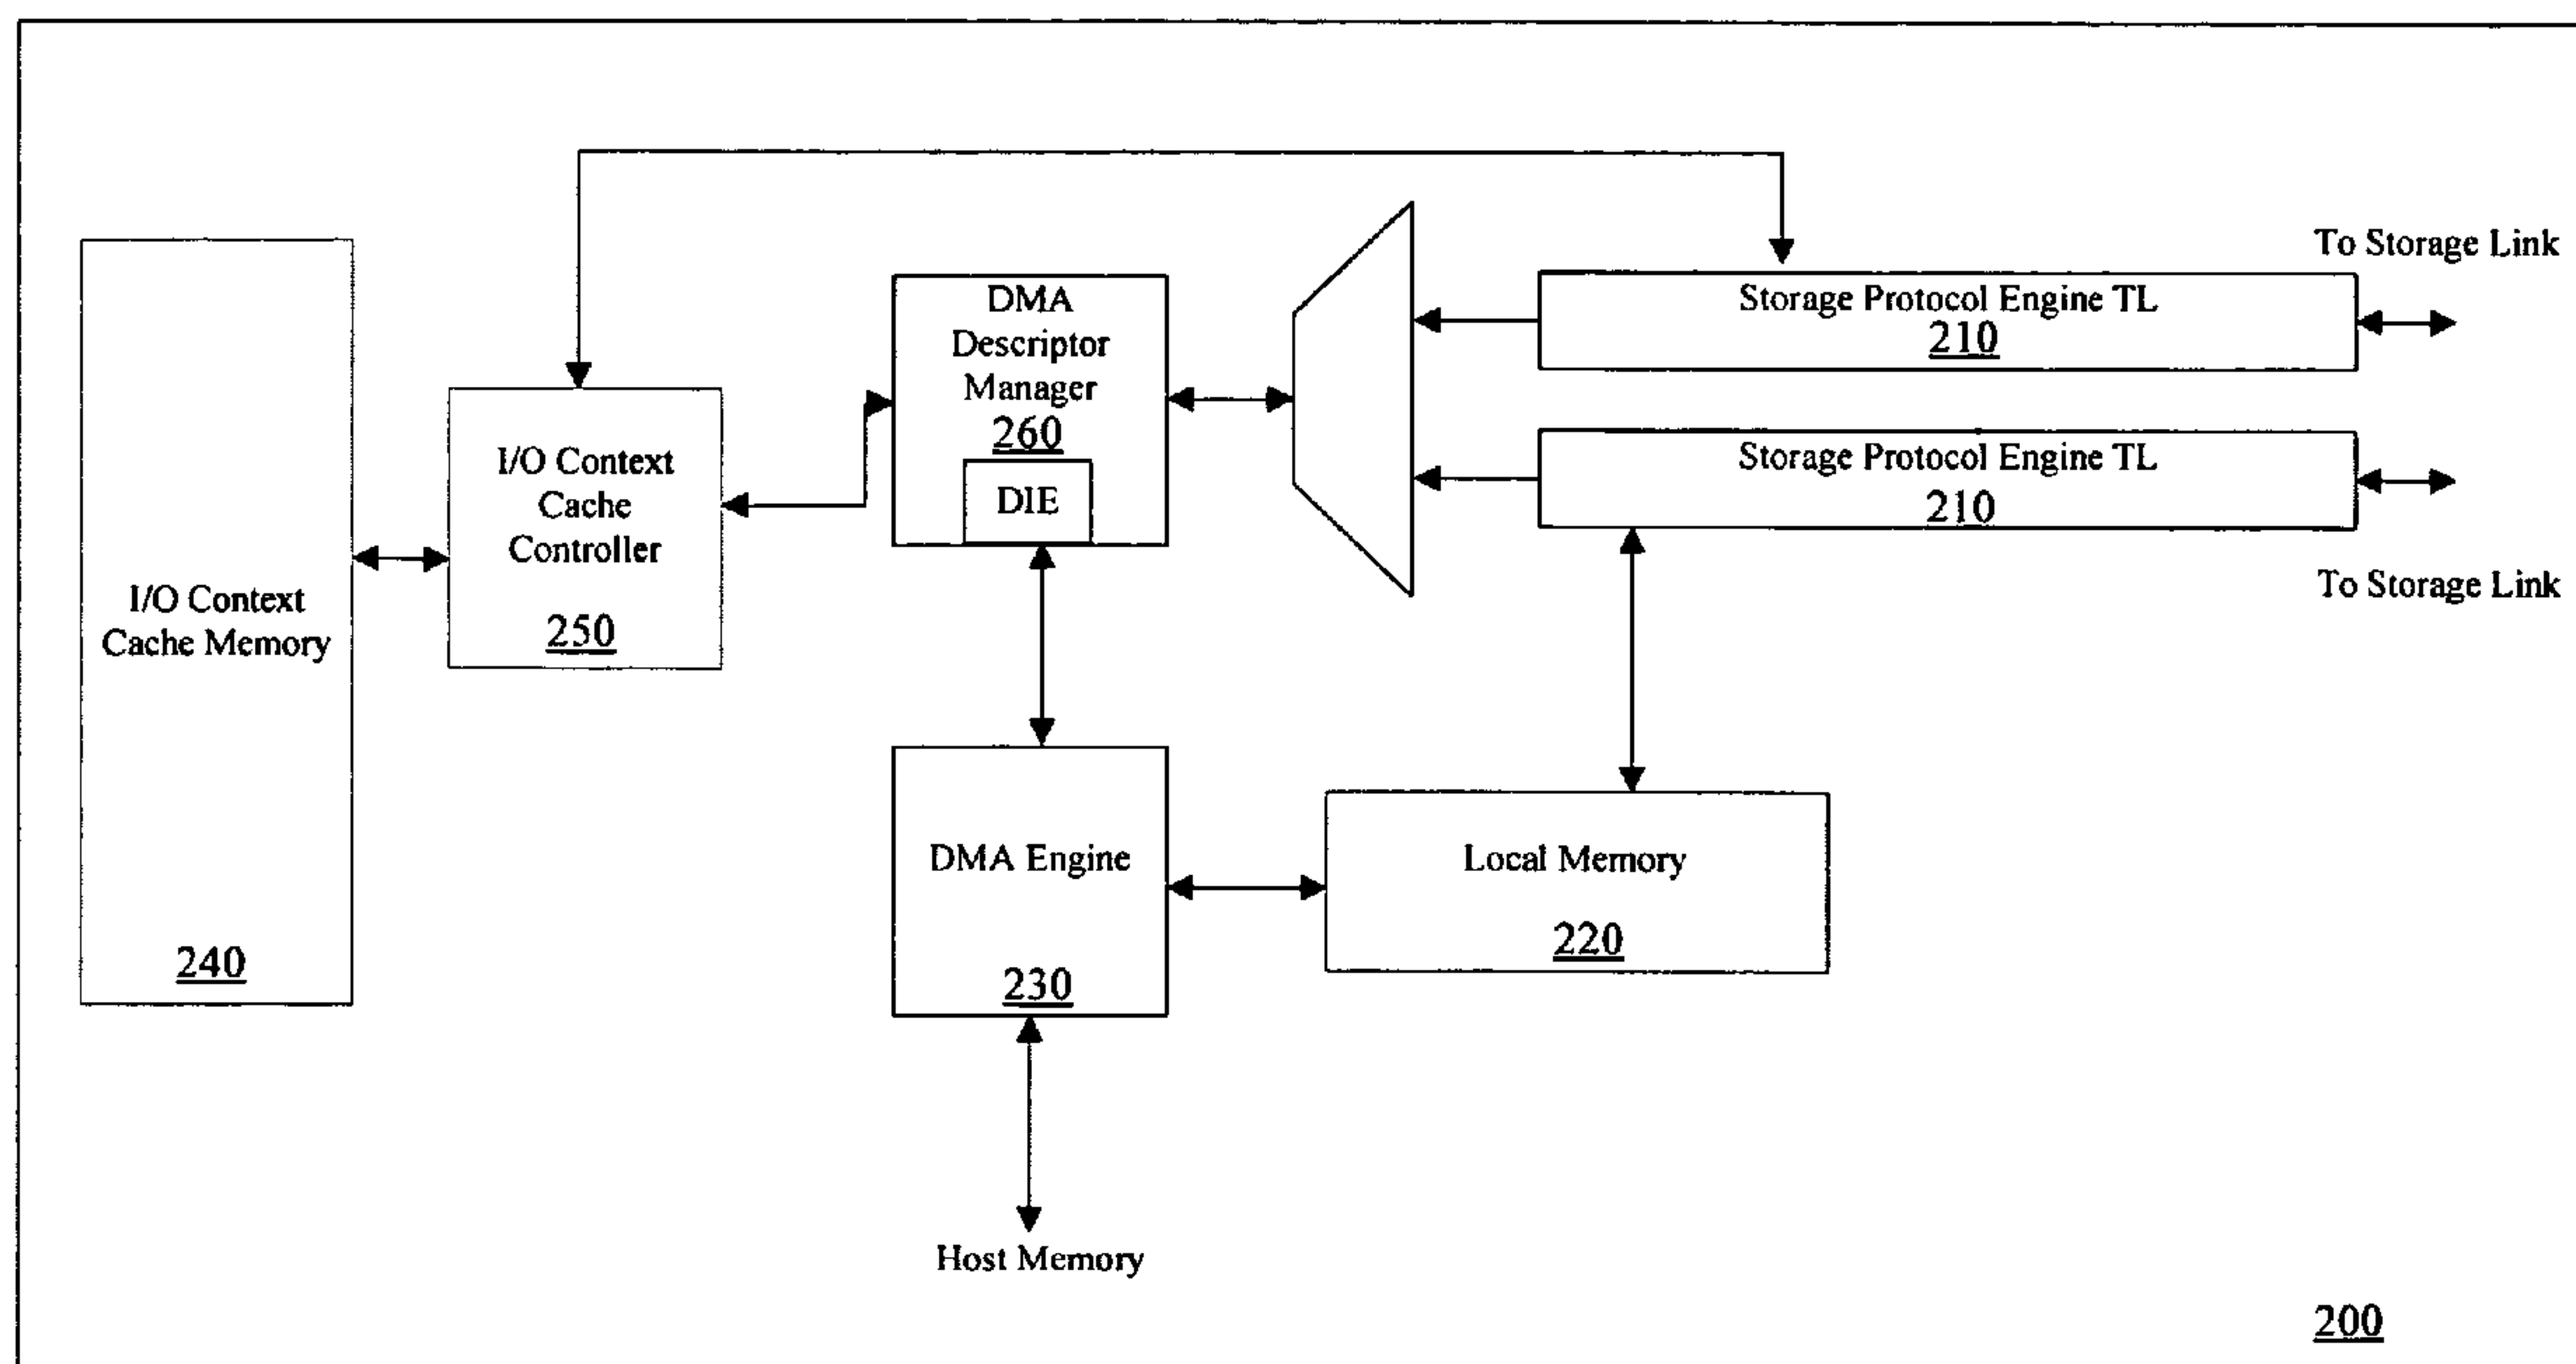 To Storage Link
Storage Protocol Engine TL
210
DMA
Descriptor
Manager
260
DIE
Storage Protocol Engine TL
210
To Storage Link
I/O Context
Cache
Controller
250
I/O Context
Cache Memory
240
DMA Engine
230
Local Memory
220
Host Memory
200